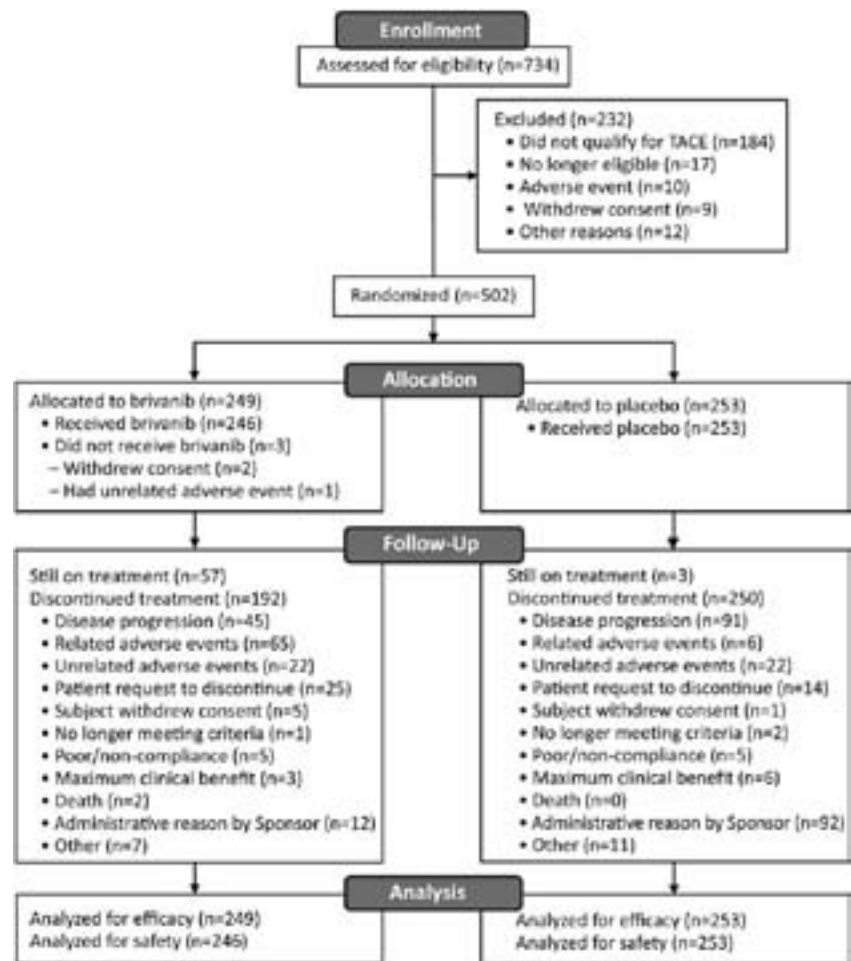 Enrollment
Assessed for eligibility (n=734)
Excluded (n=232)
• Did not qualify for TACE (n=184)
• No longer eligible (n=17)
• Adverse event (n=10)
• Withdrew consent (n=9)
• Other reasons (n=12)
Randomized (n=502)
Allocation
Allocated to brivanib (n=249)
• Received brivanib (n=246)
• Did not receive brivanib (n=3)
– Withdrew consent (n=2)
– Had unrelated adverse event (n=1)
Allocated to placebo (n=253)
• Received placebo (n=253)
Follow-Up
Still on treatment (n=57)
Discontinued treatment (n=192)
• Disease progression (n=45)
• Related adverse events (n=65)
• Unrelated adverse events (n=22)
• Patient request to discontinue (n=25)
• Subject withdrew consent (n=5)
• No longer meeting criteria (n=1)
• Poor/non-compliance (n=5)
• Maximum clinical benefit (n=3)
• Death (n=2)
• Administrative reason by Sponsor (n=12)
• Other (n=7)
Still on treatment (n=3)
Discontinued treatment (n=250)
• Disease progression (n=91)
• Related adverse events (n=6)
• Unrelated adverse events (n=22)
• Patient request to discontinue (n=14)
• Subject withdrew consent (n=1)
• No longer meeting criteria (n=2)
• Poor/non-compliance (n=5)
• Maximum clinical benefit (n=6)
• Death (n=0)
• Administrative reason by Sponsor (n=92)
• Other (n=11)
Analysis
Analyzed for efficacy (n=249)
Analyzed for safety (n=246)
Analyzed for efficacy (n=253)
Analyzed for safety (n=253)